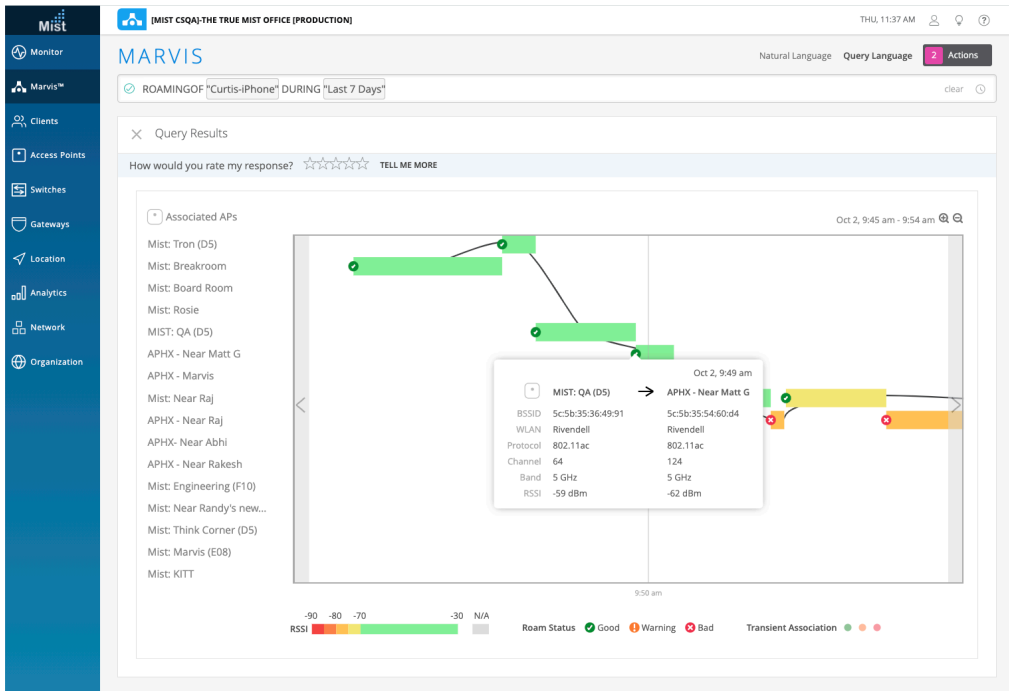 Mist
[MIST CSQA]-THE TRUE MIST OFFICE [PRODUCTION]
THU, 11:37 AM
Monitor
Marvis™
Clients
Access Points
Switches
Gateways
Location
Analytics
Network
Organization
MARVIS
Natural Language Query Language 2 Actions
ROAMINGOF "Curtis-iPhone" DURING "Last 7 Days"
clear
Query Results
How would you rate my response? TELL ME MORE
Associated APs
Oct 2, 9:45 am - 9:54 am
Mist: Tron (D5)
Mist: Breakroom
Mist: Board Room
Mist: Rosie
MIST: QA (D5)
APHX - Near Matt G
APHX - Marvis
Mist: Near Raj
APHX - Near Raj
APHX- Near Abhi
APHX - Near Rakesh
Mist: Engineering (F10)
Mist: Near Randy's new...
Mist: Think Corner (D5)
Mist: Marvis (E08)
Mist: KITT
Oct 2, 9:49 am
MIST: QA (D5) → APHX - Near Matt G
BSSID 5c:5b:35:36:49:91 5c:5b:35:54:60:d4
WLAN Rivendell Rivendell
Protocol 802.11ac 802.11ac
Channel 64 124
Band 5 GHz 5 GHz
RSSI -59 dBm -62 dBm
9:50 am
-90 -80 -70 -30 N/A
RSSI
Roam Status Good Warning Bad
Transient Association